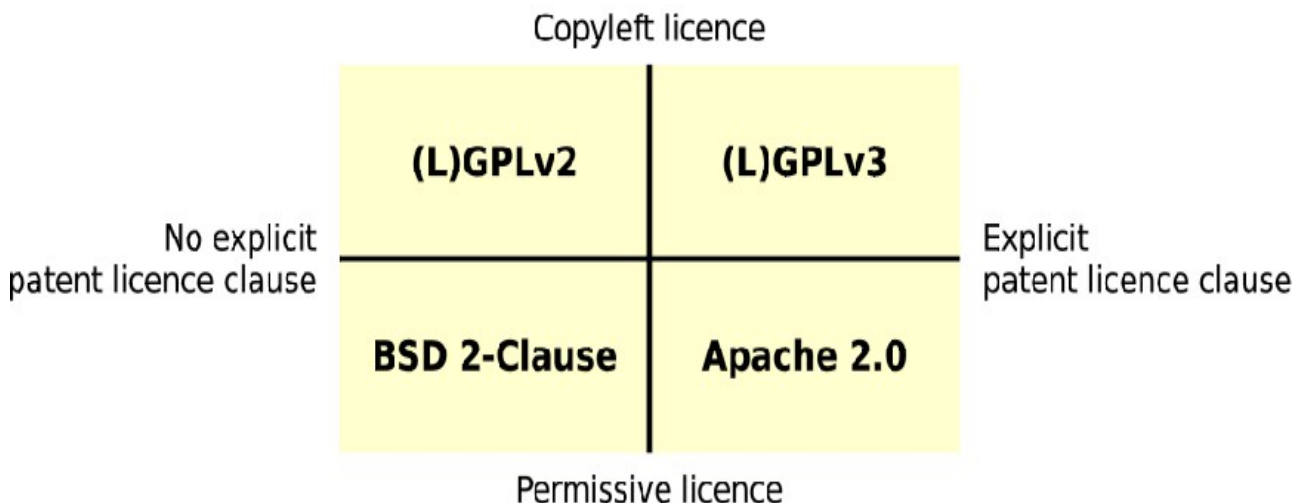 Copyleft licence
(L)GPLv2
(L)GPLv3
No explicit
patent licence clause
Explicit
patent licence clause
BSD 2-Clause
Apache 2.0
Permissive licence